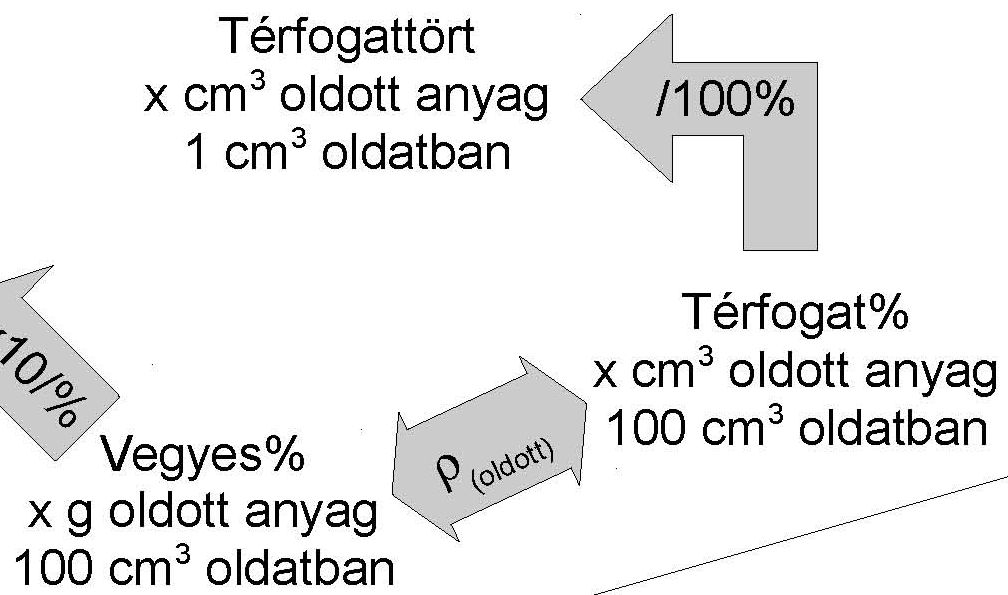 Térfogattört
x cm³ oldott anyag
1 cm³ oldatban
/100%
Térfogat%
x cm³ oldott anyag
100 cm³ oldatban
10/%
ρ (oldott)
Vegyes%
x g oldott anyag
100 cm³ oldatban